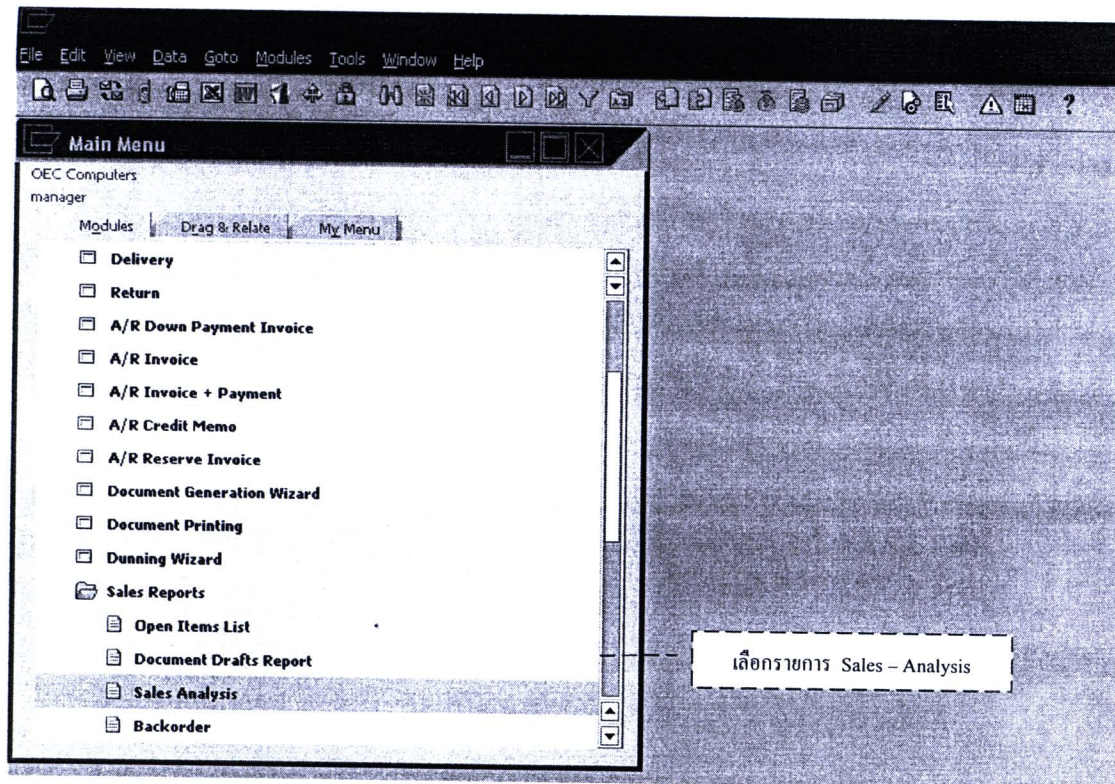 File Edit View Data Goto Modules Tools Window Help
Main Menu
OEC Computers
manager
Modules Drag & Relate My Menu
Delivery
Return
A/R Down Payment Invoice
A/R Invoice
A/R Invoice + Payment
A/R Credit Memo
A/R Reserve Invoice
Document Generation Wizard
Document Printing
Dunning Wizard
Sales Reports
Open Items List
Document Drafts Report
เลือกรายการ Sales – Analysis
Sales Analysis
Backorder